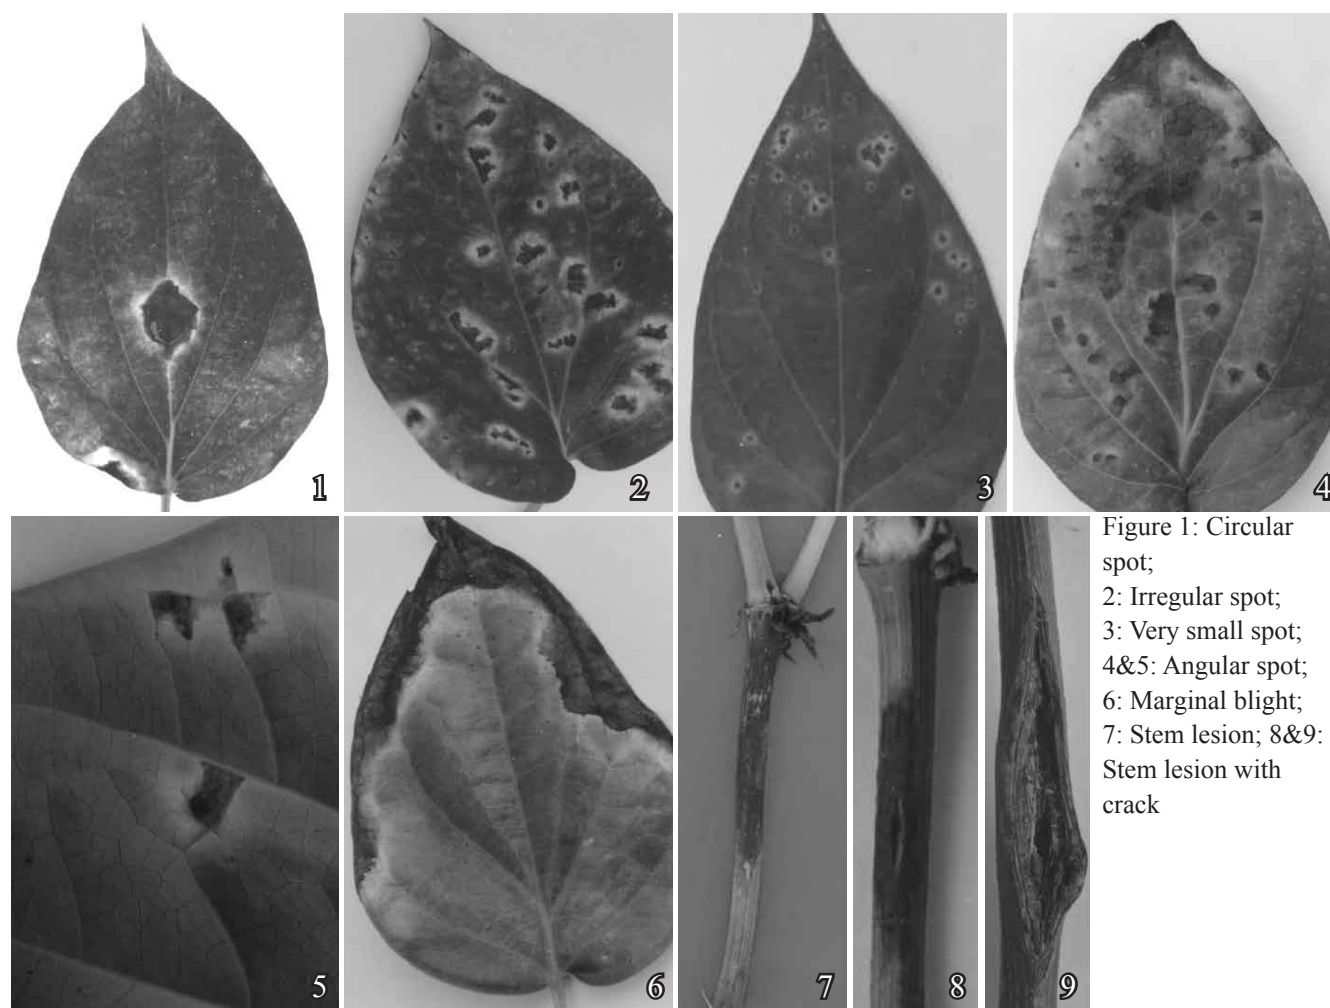 1
2
3
4
5
6
7
8
9
Figure 1: Circular
spot;
2: Irregular spot;
3: Very small spot;
4&5: Angular spot;
6: Marginal blight;
7: Stem lesion; 8&9:
Stem lesion with
crack